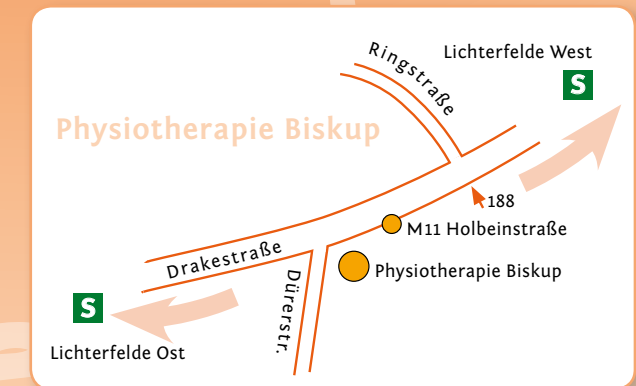 Lichterfelde West
S
Ringstraße
Physiotherapie Biskup
188
M11 Holbeinstraße
Drakestraße
Physiotherapie Biskup
Dürerstr.
S
Lichterfelde Ost